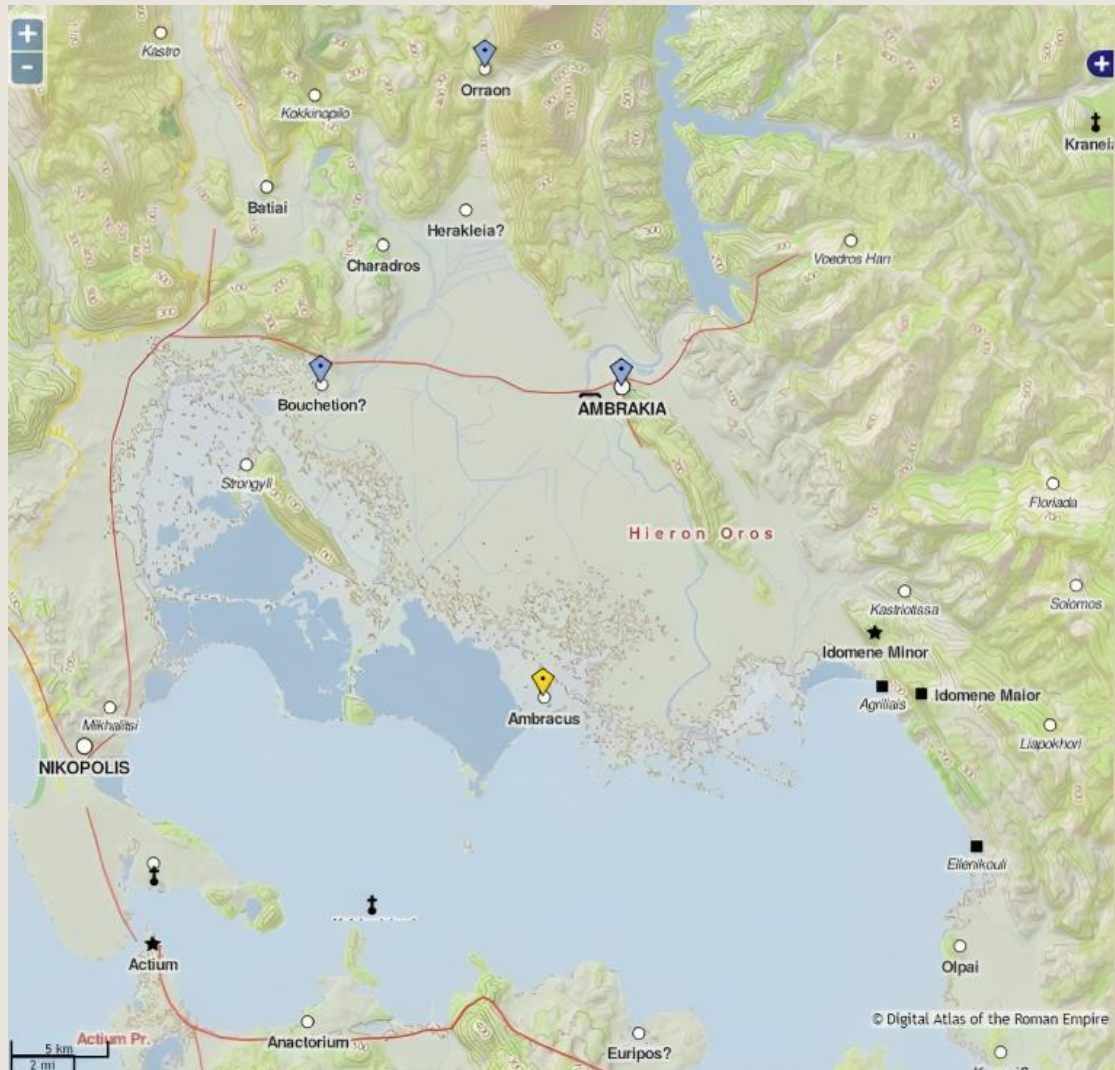 +
-
Kastro
Orraon
Kokkinopilo
+
Kranei
Batiai
Herakleia?
Charadros
Voedros Han
Bouchetion?
AMBRAKIA
Strongyli
Floriada
Hieron Oros
Kastriotissa
Solomos
Idomene Minor
Agrillais
Idomene Maior
Ambracus
Mikhalitsi
Liapokhori
NIKOPOLIS
Ellenikouli
Actium
Olpai
© Digital Atlas of the Roman Empire
Anactorium
Actium Pr.
Euripos?
5 km
2 mi